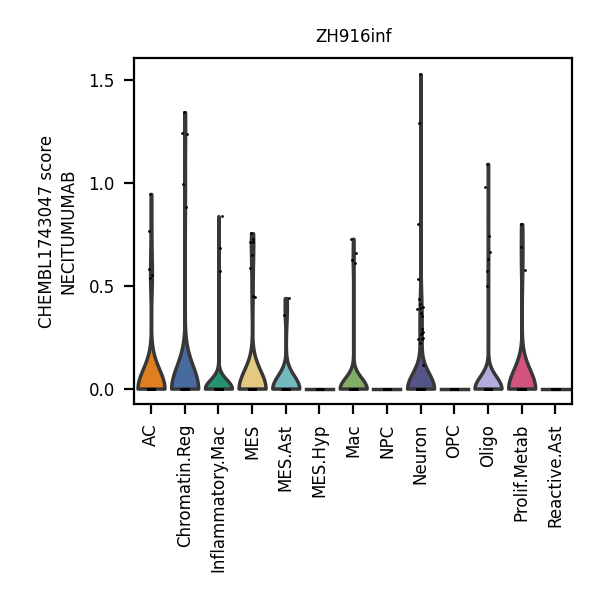 ZH916inf
CHEMBL1743047 score
NECITUMUMAB
1.5
1.0
0.5
0.0
AC
Chromatin.Reg
Inflammatory.Mac
MES
MES.Ast
MES.Hyp
Mac
NPC
Neuron
OPC
Oligo
Prolif.Metab
Reactive.Ast